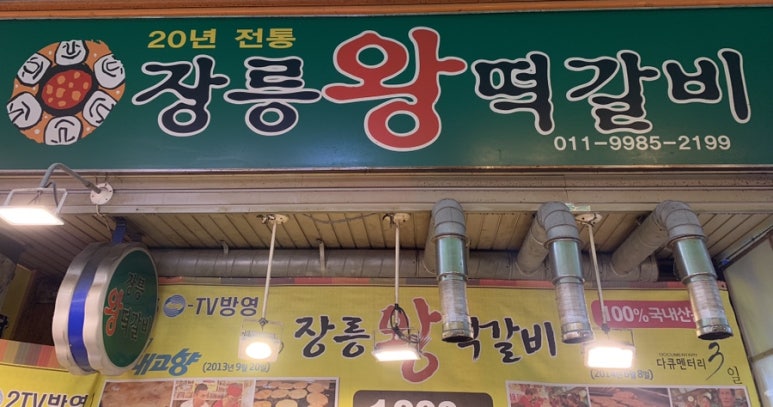 20년 전통
장릉왕떡갈비
011-9985-2199
장릉
왕
떡갈비
-TV방영
장릉왕떡갈비
100%국내산
내고향
(2013년 9월 20일)
다큐멘터리 3일
2TV방영